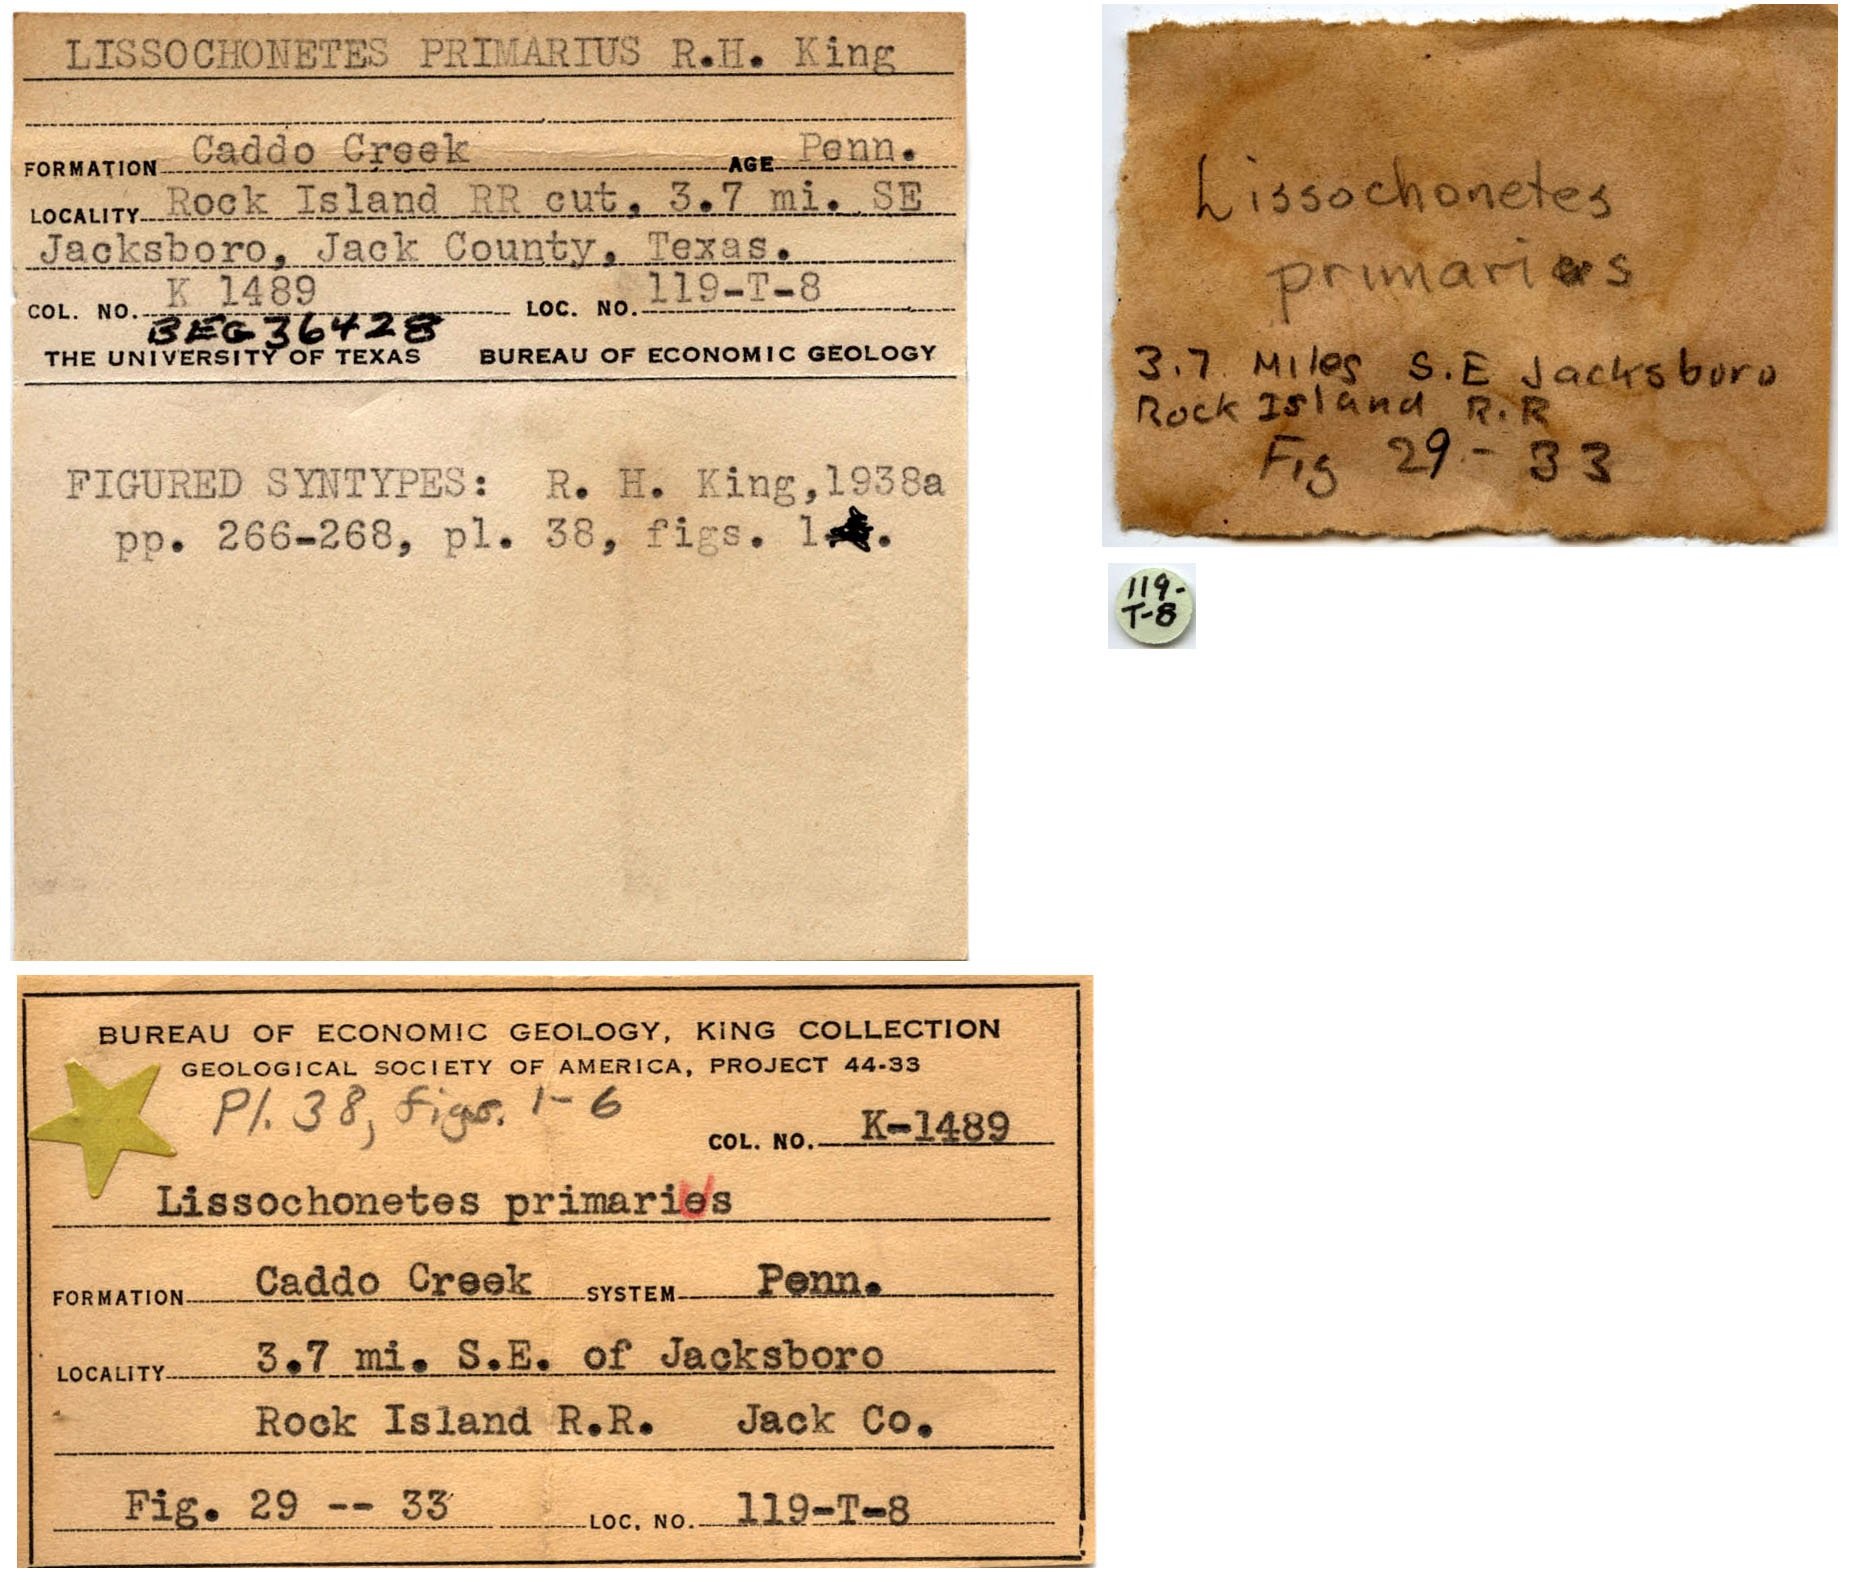 LISSOCHONETES PRIMARIUS R.H. King
FORMATION Caddo Creek AGE Penn.
LOCALITY Rock Island RR cut, 3.7 mi. SE
Jacksboro, Jack County, Texas.
COL. NO. K 1489 LOC. NO. 119-T-8
BEG36428
THE UNIVERSITY OF TEXAS BUREAU OF ECONOMIC GEOLOGY
FIGURED SYNTYPES: R. H. King,1938a
pp. 266-268, pl. 38, figs. 1 .
Lissochonetes
primarius
3.7 Miles S.E Jacksboro
Rock Island R.R
Fig 29 - 33
119-
T-8
BUREAU OF ECONOMIC GEOLOGY, KING COLLECTION
GEOLOGICAL SOCIETY OF AMERICA, PROJECT 44-33
Pl. 38, figs. 1-6
COL. NO. K-1489
Lissochonetes primarius
FORMATION Caddo Creek SYSTEM Penn.
LOCALITY 3.7 mi. S.E. of Jacksboro
Rock Island R.R. Jack Co.
Fig. 29 -- 33 LOC. NO. 119-T-8